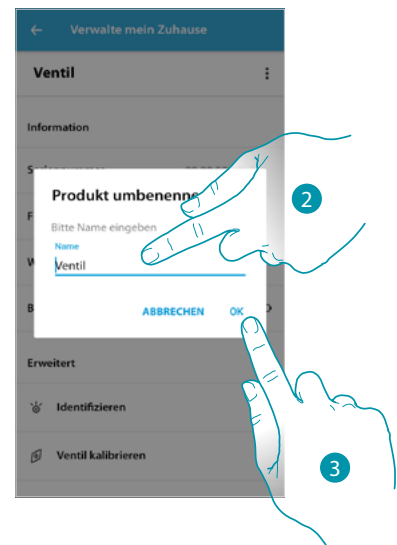 Verwalte mein Zuhause
Ventil
Information
Produkt umbenenne
Bitte Name eingeben
Name
Ventil
ABBRECHEN OK
Erweitert
Identifizieren
Ventil kalibrieren
2
3